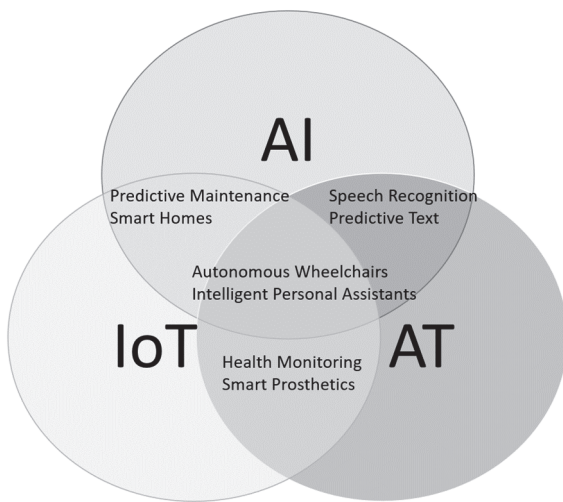 AI
Predictive Maintenance
Smart Homes
Speech Recognition
Predictive Text
Autonomous Wheelchairs
Intelligent Personal Assistants
IoT
AT
Health Monitoring
Smart Prosthetics